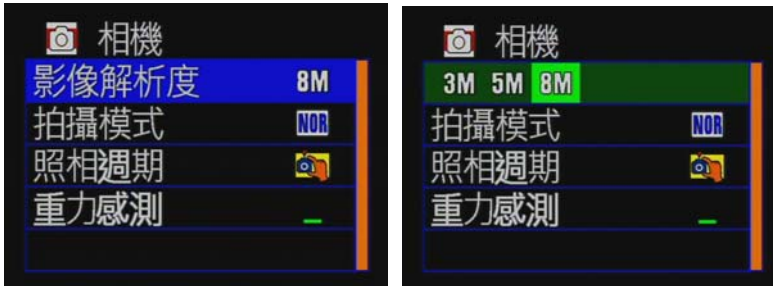 相機
影像解析度 8M
拍攝模式 NOR
照相週期
重力感測
相機
3M 5M 8M
拍攝模式 NOR
照相週期
重力感測